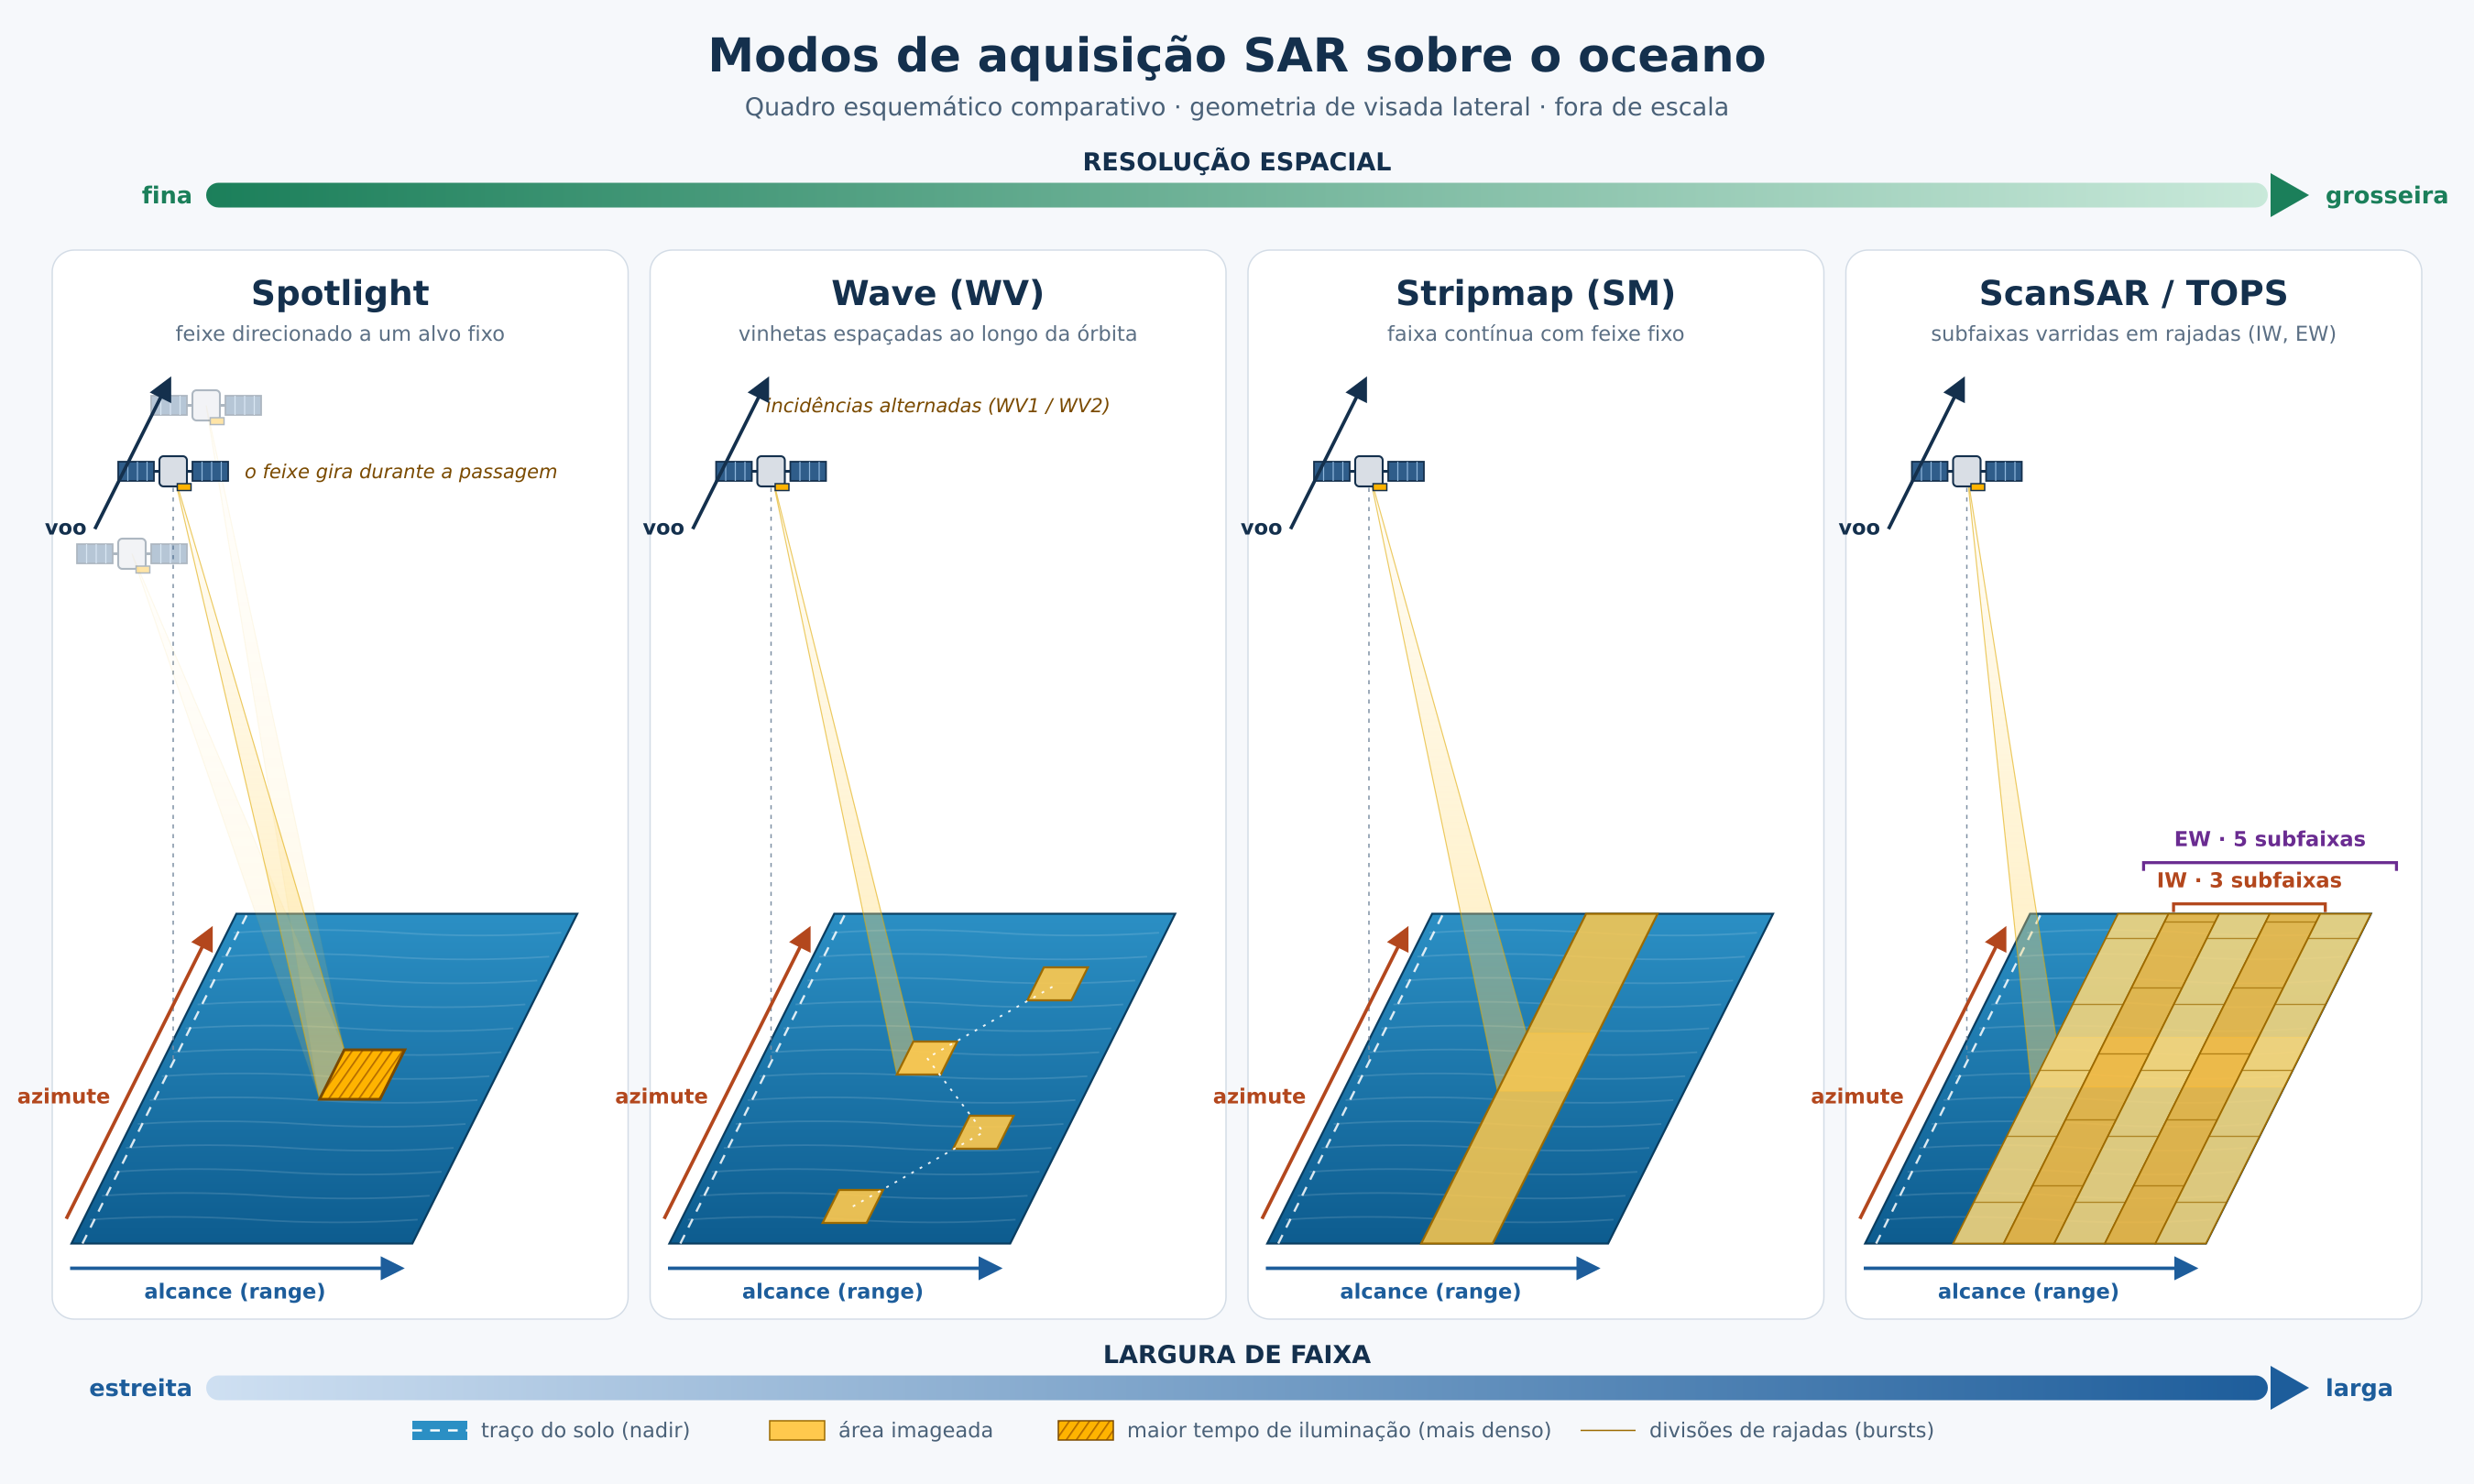 Modos de aquisição SAR sobre o oceano
Quadro esquemático comparativo · geometria de visada lateral · fora de escala
RESOLUÇÃO ESPACIAL
fina
grosseira
Spotlight
feixe direcionado a um alvo fixo
o feixe gira durante a passagem
voo
azimute
alcance (range)
Wave (WV)
vinhetas espaçadas ao longo da órbita
incidências alternadas (WV1 / WV2)
voo
azimute
alcance (range)
Stripmap (SM)
faixa contínua com feixe fixo
voo
azimute
alcance (range)
ScanSAR / TOPS
subfaixas varridas em rajadas (IW, EW)
voo
EW · 5 subfaixas
IW · 3 subfaixas
azimute
alcance (range)
LARGURA DE FAIXA
estreita
larga
traço do solo (nadir)
área imageada
maior tempo de iluminação (mais denso)
divisões de rajadas (bursts)